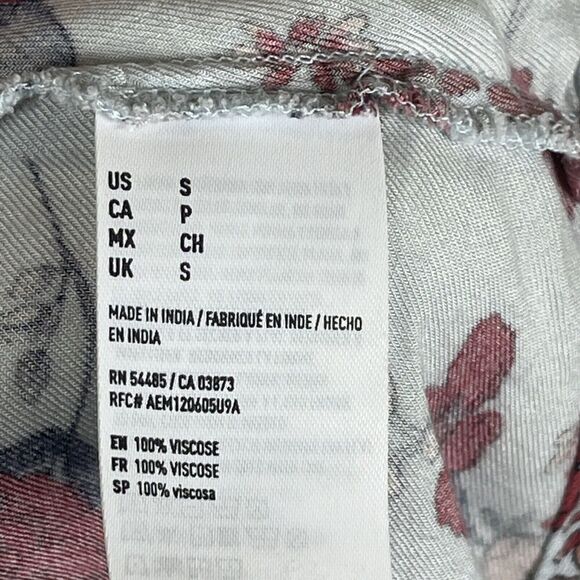 US S
CA P
MX CH
UK S
MADE IN INDIA / FABRIQUÉ EN INDE / HECHO
EN INDIA
RN 54485 / CA 03873
RFC# AEM120605U9A
EN 100% VISCOSE
FR 100% VISCOSE
SP 100% viscosa